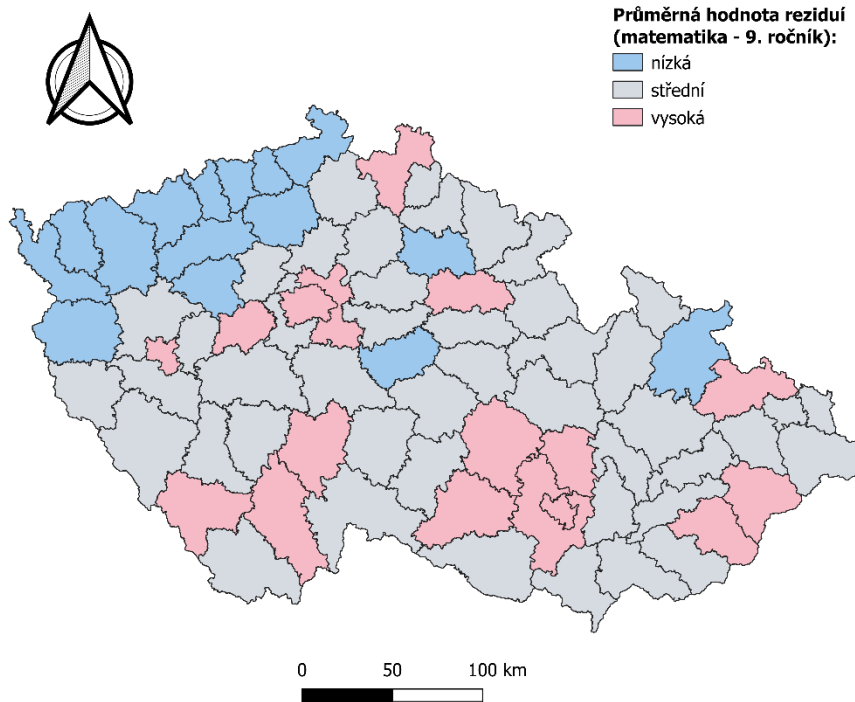 Průměrná hodnota reziduí
(matematika - 9. ročník):
nízká
střední
vysoká
0 50 100 km